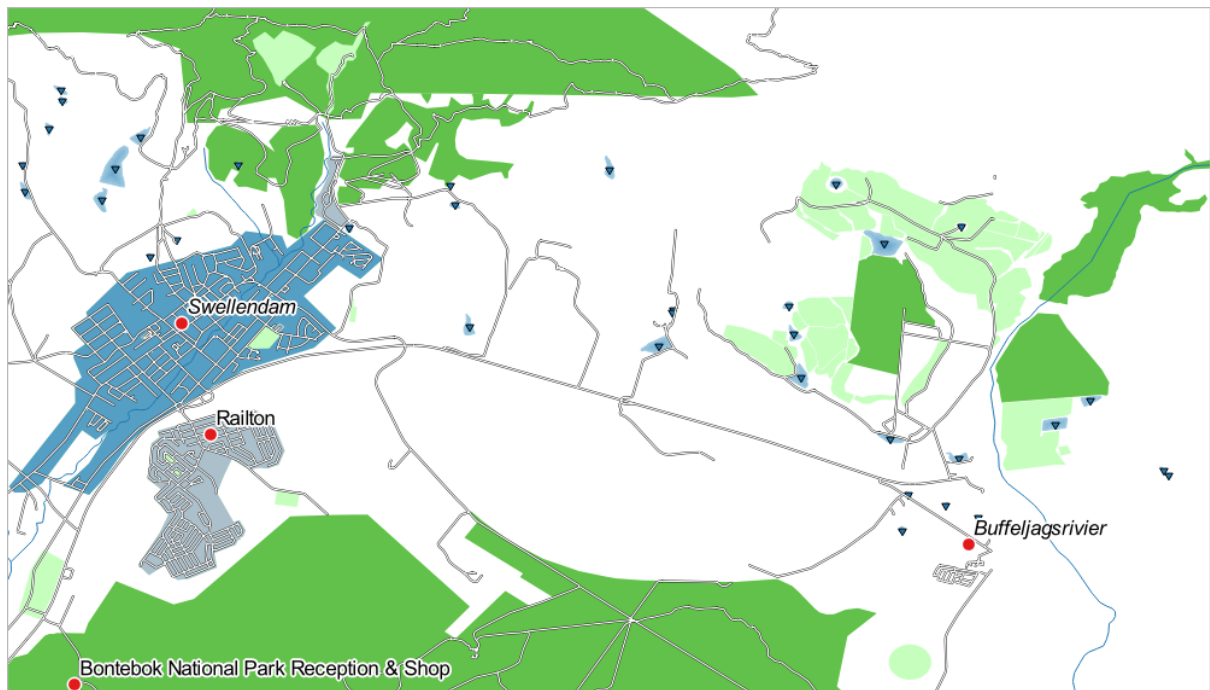 Swellendam
Railton
Buffeljagsrivier
Bontebok National Park Reception & Shop